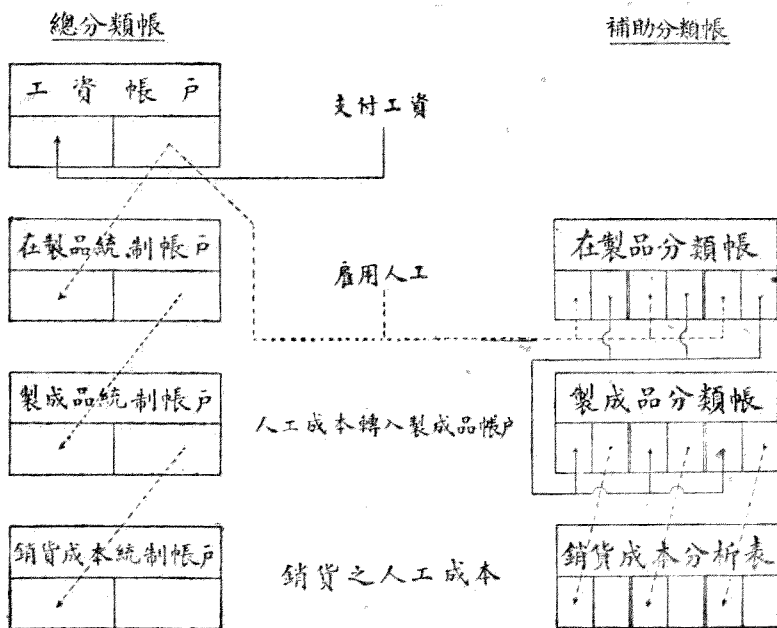 總分類帳
補助分類帳
工資帳戶
支付工資
在製品統制帳戶
雇用人工
在製品分類帳
製成品統制帳戶
人工成本轉入製成品帳戶
製成品分類帳
銷貨成本統制帳戶
銷貨之人工成本
銷貨成本分析表